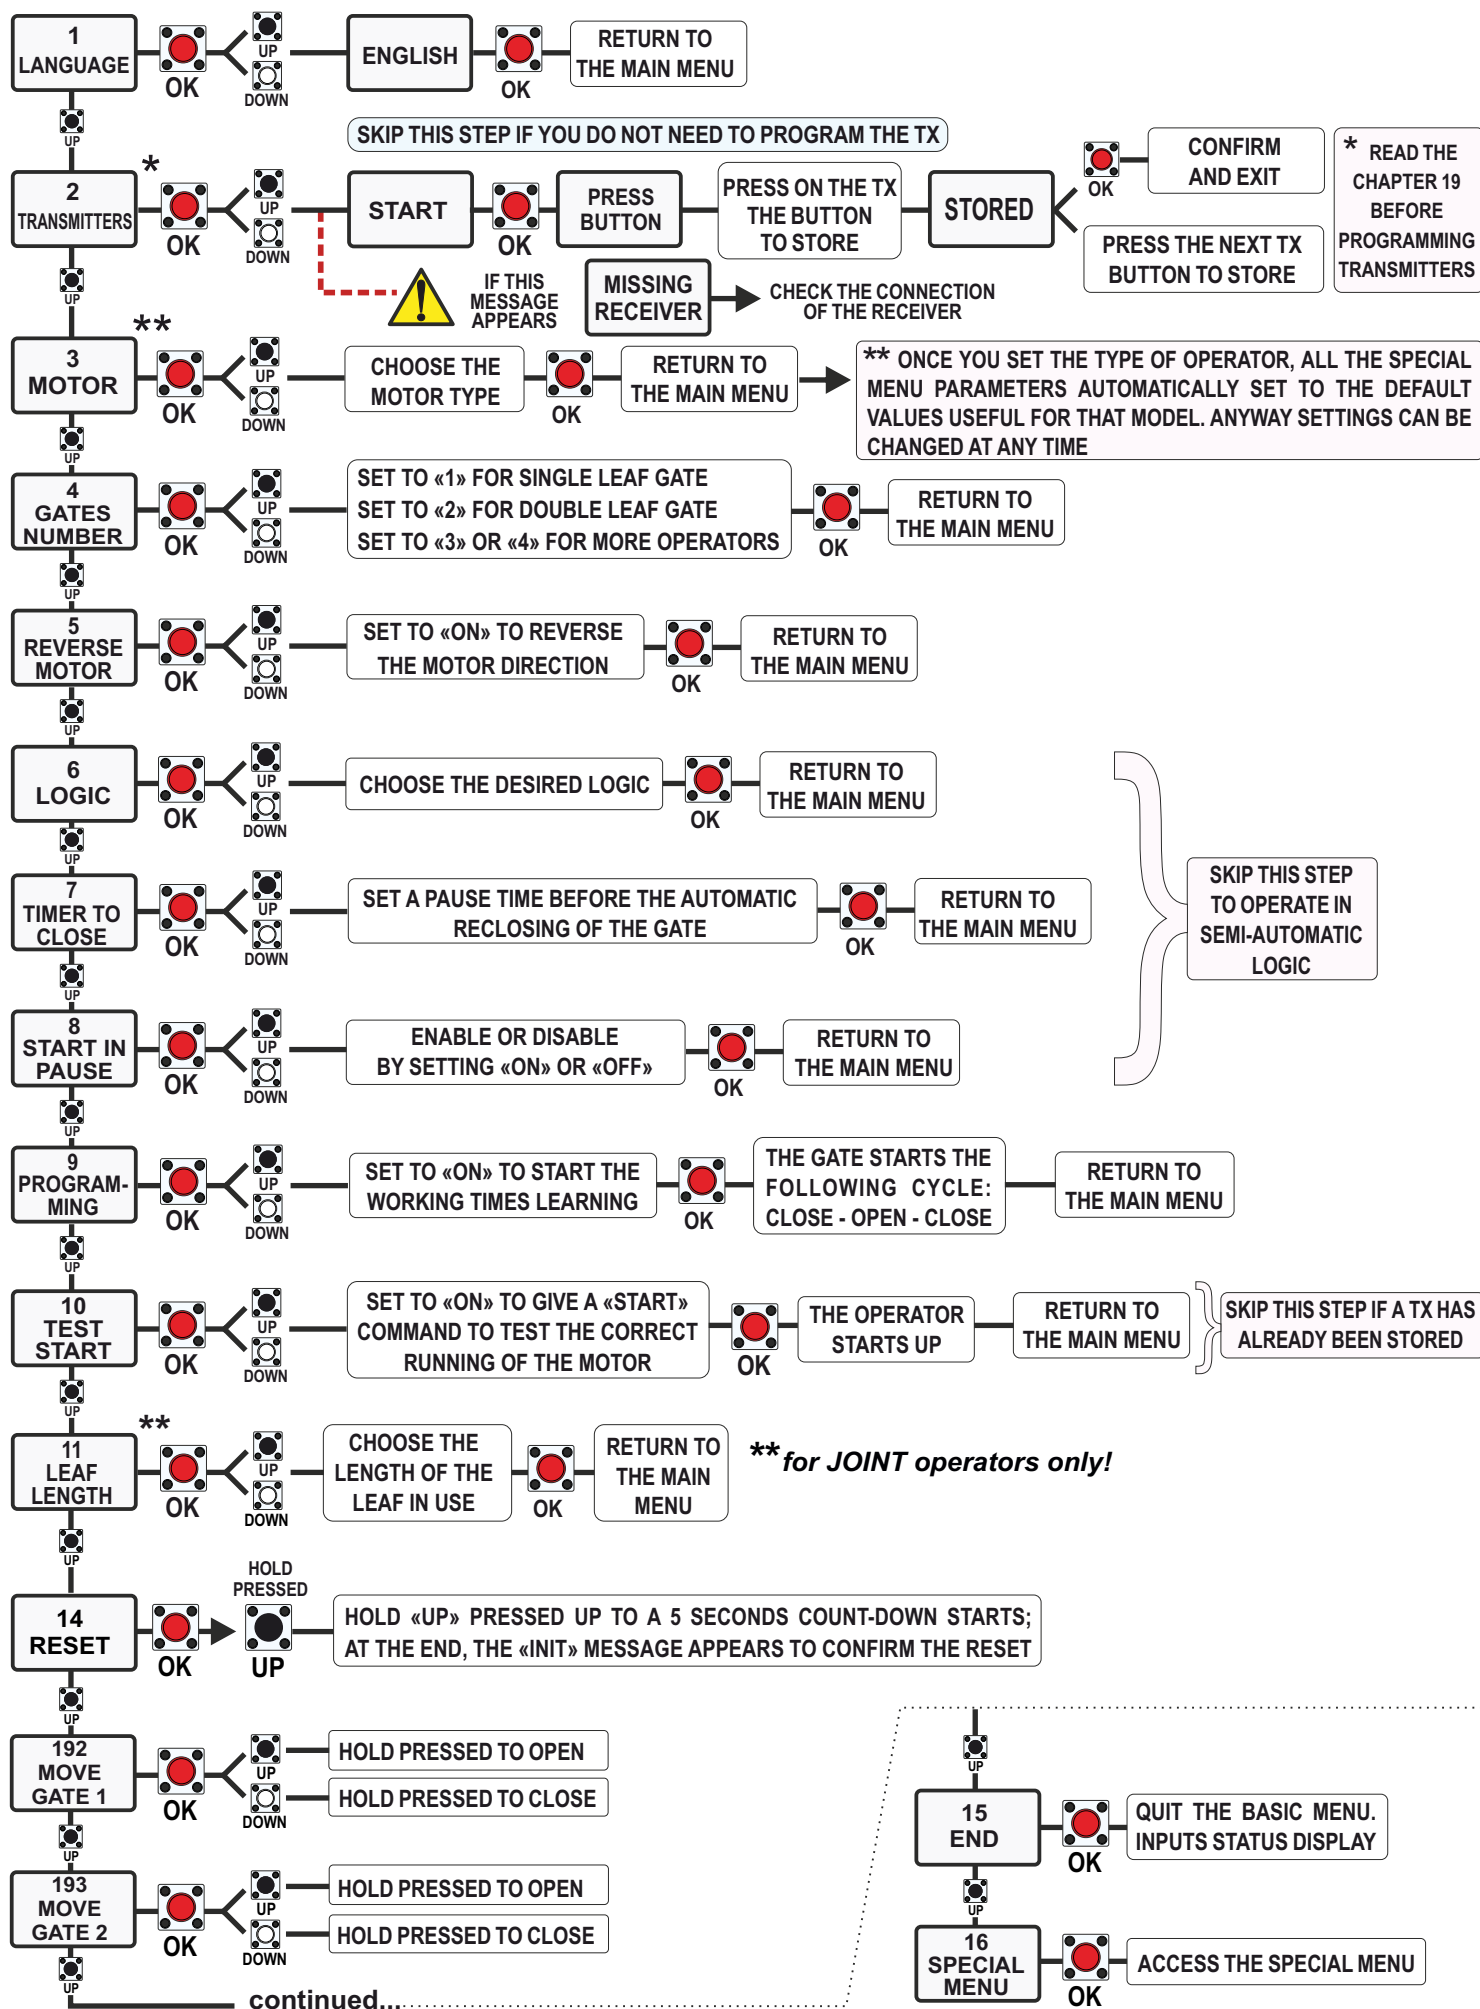 1
LANGUAGE
OK
UP
DOWN
ENGLISH
OK
RETURN TO
THE MAIN MENU
UP
SKIP THIS STEP IF YOU DO NOT NEED TO PROGRAM THE TX
2
TRANSMITTERS
*
OK
UP
DOWN
START
OK
PRESS
BUTTON
PRESS ON THE TX
THE BUTTON
TO STORE
STORED
OK
CONFIRM
AND EXIT
PRESS THE NEXT TX
BUTTON TO STORE
* READ THE
CHAPTER 19
BEFORE
PROGRAMMING
TRANSMITTERS
!
IF THIS
MESSAGE
APPEARS
MISSING
RECEIVER
CHECK THE CONNECTION
OF THE RECEIVER
UP
3
MOTOR
**
OK
UP
DOWN
CHOOSE THE
MOTOR TYPE
OK
RETURN TO
THE MAIN MENU
** ONCE YOU SET THE TYPE OF OPERATOR, ALL THE SPECIAL
MENU PARAMETERS AUTOMATICALLY SET TO THE DEFAULT
VALUES USEFUL FOR THAT MODEL. ANYWAY SETTINGS CAN BE
CHANGED AT ANY TIME
UP
4
GATES
NUMBER
OK
UP
DOWN
SET TO «1» FOR SINGLE LEAF GATE
SET TO «2» FOR DOUBLE LEAF GATE
SET TO «3» OR «4» FOR MORE OPERATORS
OK
RETURN TO
THE MAIN MENU
UP
5
REVERSE
MOTOR
OK
UP
DOWN
SET TO «ON» TO REVERSE
THE MOTOR DIRECTION
OK
RETURN TO
THE MAIN MENU
UP
6
LOGIC
OK
UP
DOWN
CHOOSE THE DESIRED LOGIC
OK
RETURN TO
THE MAIN MENU
UP
7
TIMER TO
CLOSE
OK
UP
DOWN
SET A PAUSE TIME BEFORE THE AUTOMATIC
RECLOSING OF THE GATE
OK
RETURN TO
THE MAIN MENU
SKIP THIS STEP
TO OPERATE IN
SEMI-AUTOMATIC
LOGIC
UP
8
START IN
PAUSE
OK
UP
DOWN
ENABLE OR DISABLE
BY SETTING «ON» OR «OFF»
OK
RETURN TO
THE MAIN MENU
UP
9
PROGRAM-
MING
OK
UP
DOWN
SET TO «ON» TO START THE
WORKING TIMES LEARNING
OK
THE GATE STARTS THE
FOLLOWING CYCLE:
CLOSE - OPEN - CLOSE
RETURN TO
THE MAIN MENU
UP
10
TEST
START
OK
UP
DOWN
SET TO «ON» TO GIVE A «START»
COMMAND TO TEST THE CORRECT
RUNNING OF THE MOTOR
OK
THE OPERATOR
STARTS UP
RETURN TO
THE MAIN MENU
SKIP THIS STEP IF A TX HAS
ALREADY BEEN STORED
UP
11
LEAF
LENGTH
**
OK
UP
DOWN
CHOOSE THE
LENGTH OF THE
LEAF IN USE
OK
RETURN TO
THE MAIN
MENU
** for JOINT operators only!
UP
14
RESET
OK
HOLD
PRESSED
UP
HOLD «UP» PRESSED UP TO A 5 SECONDS COUNT-DOWN STARTS;
AT THE END, THE «INIT» MESSAGE APPEARS TO CONFIRM THE RESET
UP
192
MOVE
GATE 1
OK
UP
DOWN
HOLD PRESSED TO OPEN
HOLD PRESSED TO CLOSE
UP
193
MOVE
GATE 2
OK
UP
DOWN
HOLD PRESSED TO OPEN
HOLD PRESSED TO CLOSE
UP
continued...
UP
15
END
OK
QUIT THE BASIC MENU.
INPUTS STATUS DISPLAY
UP
16
SPECIAL
MENU
OK
ACCESS THE SPECIAL MENU